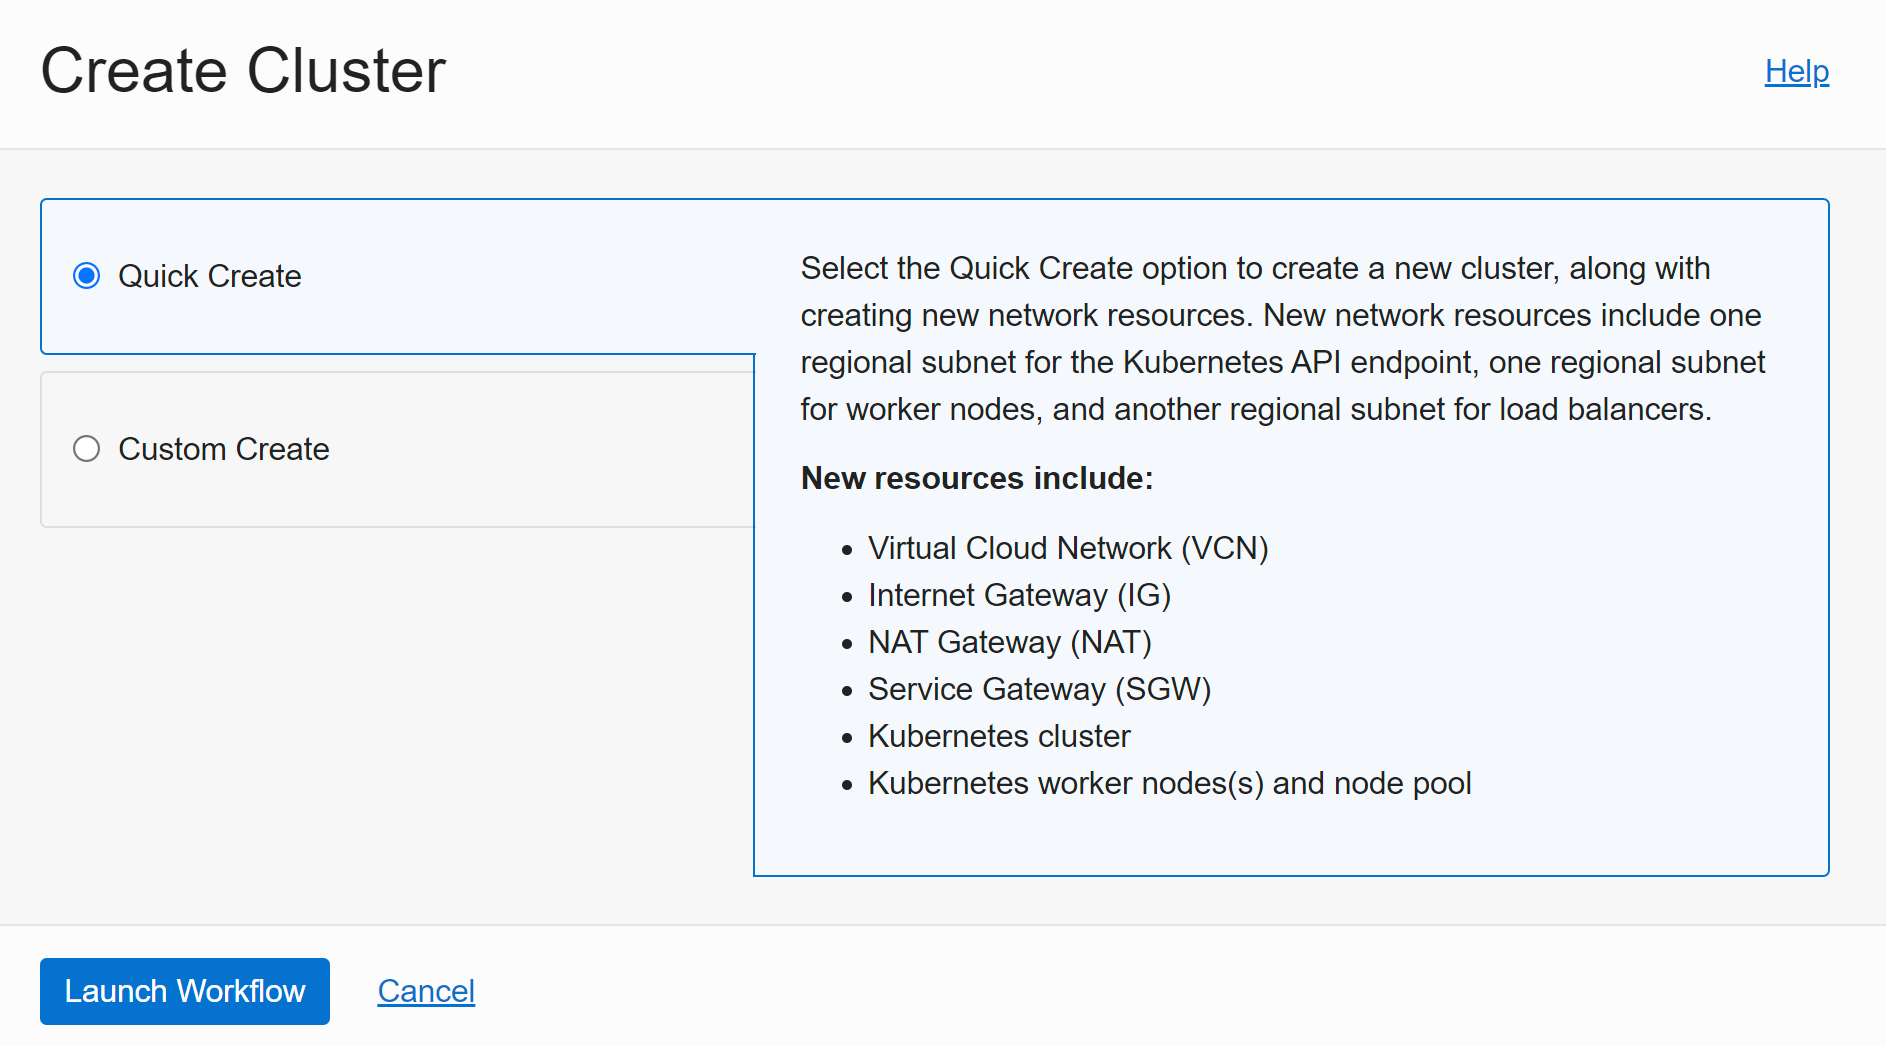 Create Cluster
Help
Quick Create
Custom Create
Select the Quick Create option to create a new cluster, along with
creating new network resources. New network resources include one
regional subnet for the Kubernetes API endpoint, one regional subnet
for worker nodes, and another regional subnet for load balancers.
New resources include:
• Virtual Cloud Network (VCN)
• Internet Gateway (IG)
• NAT Gateway (NAT)
• Service Gateway (SGW)
• Kubernetes cluster
• Kubernetes worker nodes(s) and node pool
Launch Workflow
Cancel